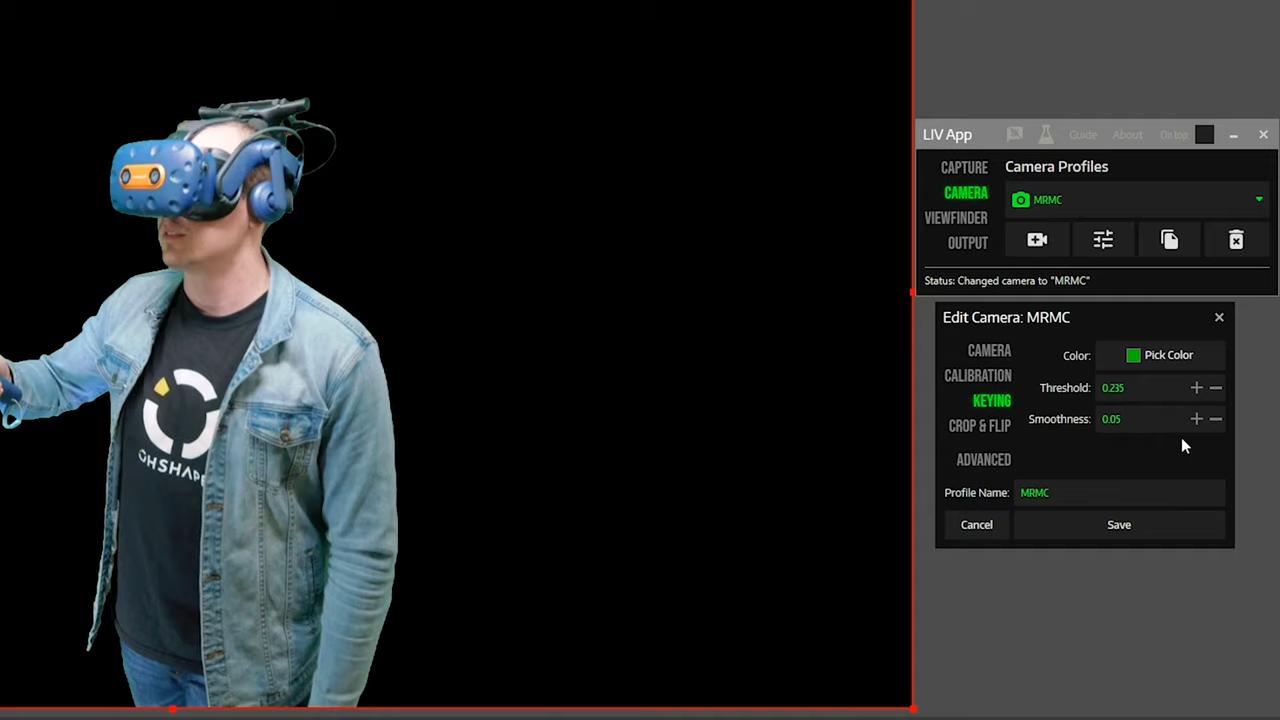 LIV App
Guide
About
On top
CAPTURE
CAMERA
VIEWFINDER
OUTPUT
Camera Profiles
MRMC
Status: Changed camera to "MRMC"
Edit Camera: MRMC
CAMERA
CALIBRATION
KEYING
CROP & FLIP
ADVANCED
Color: Pick Color
Threshold: 0.235
Smoothness: 0.05
Profile Name: MRMC
Cancel
Save
OHSHAPE